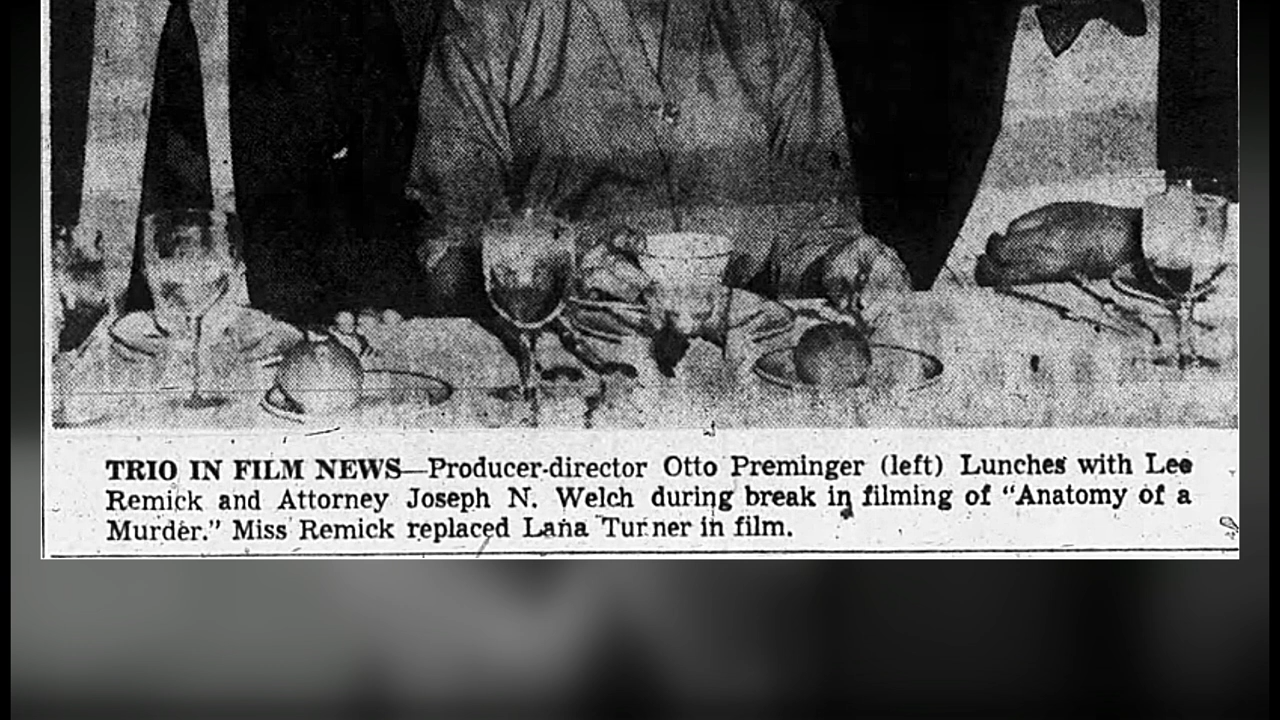 TRIO IN FILM NEWS—Producer-director Otto Preminger (left) Lunches with Lee
Remick and Attorney Joseph N. Welch during break in filming of “Anatomy of a
Murder.” Miss Remick replaced Lana Turner in film.